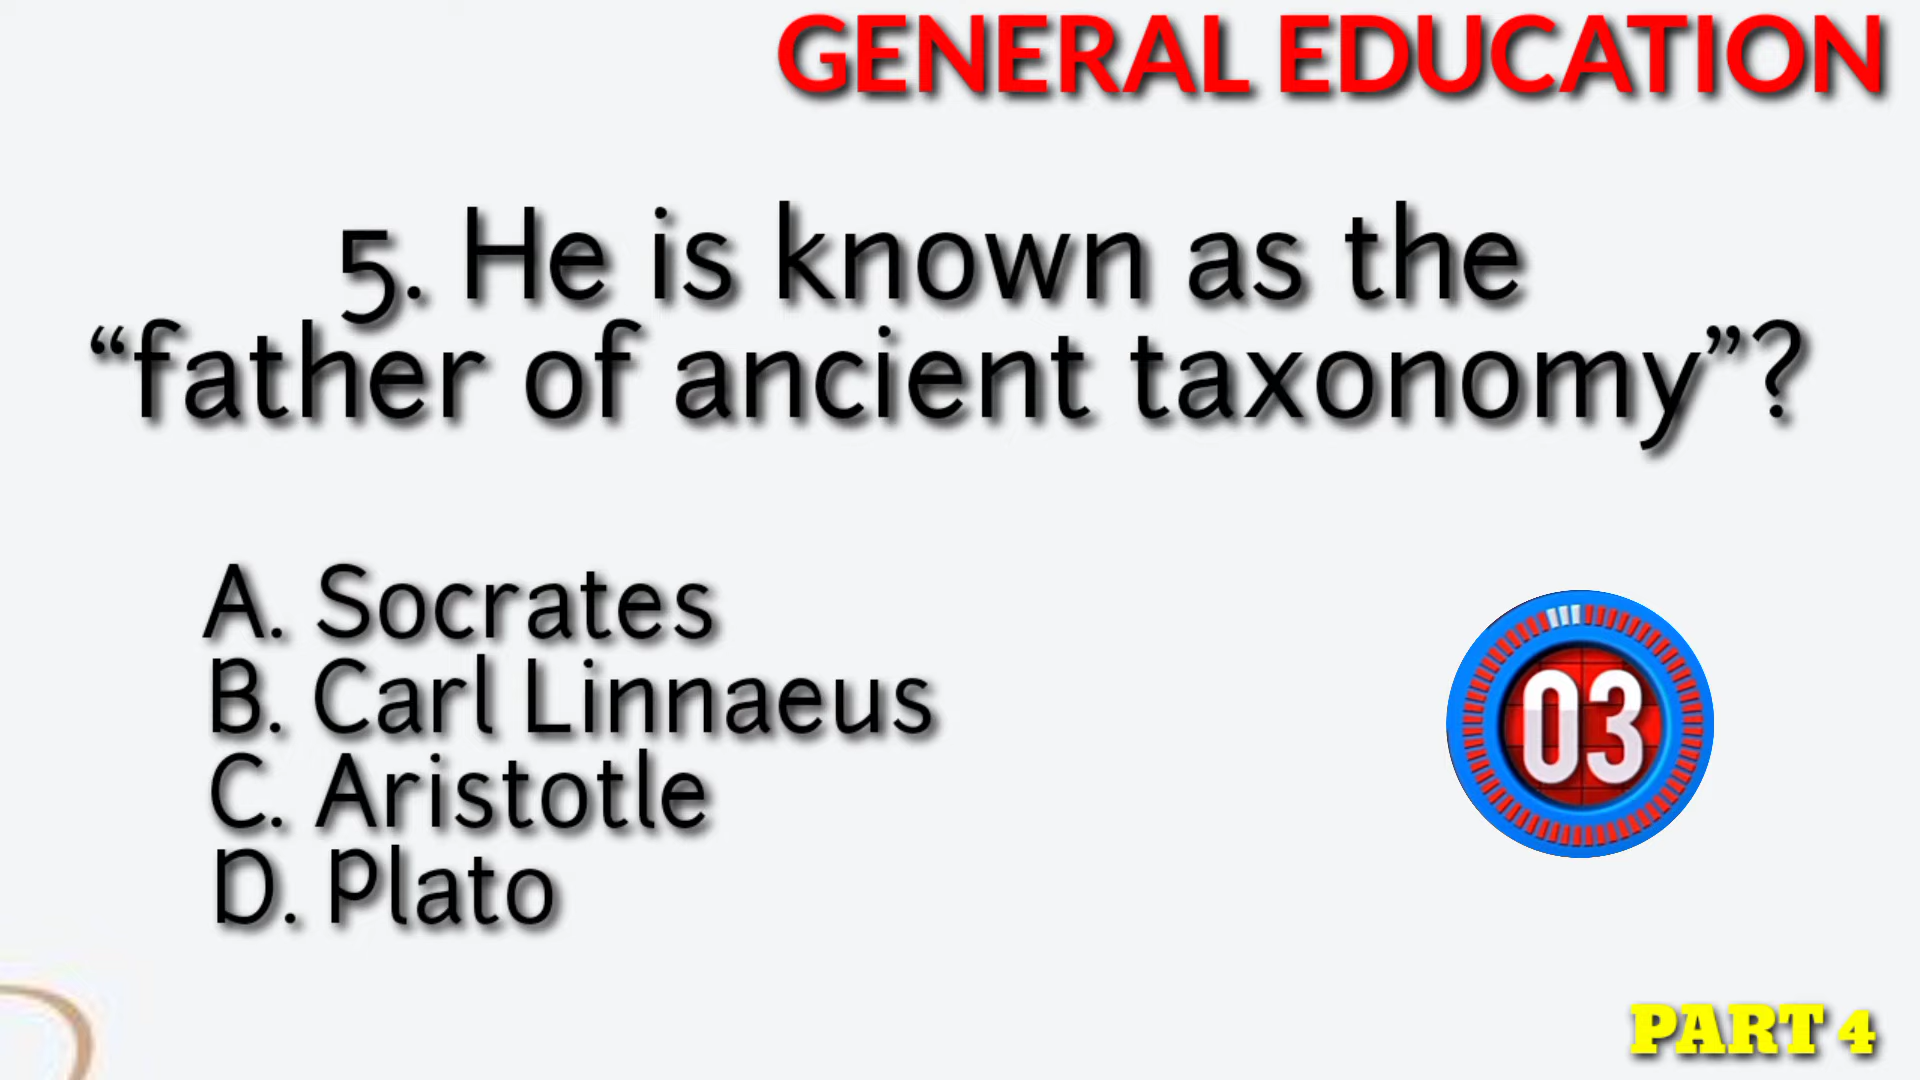 GENERAL EDUCATION
5. He is known as the
“father of ancient taxonomy”?
A. Socrates
B. Carl Linnaeus
C. Aristotle
D. Plato
03
PART 4